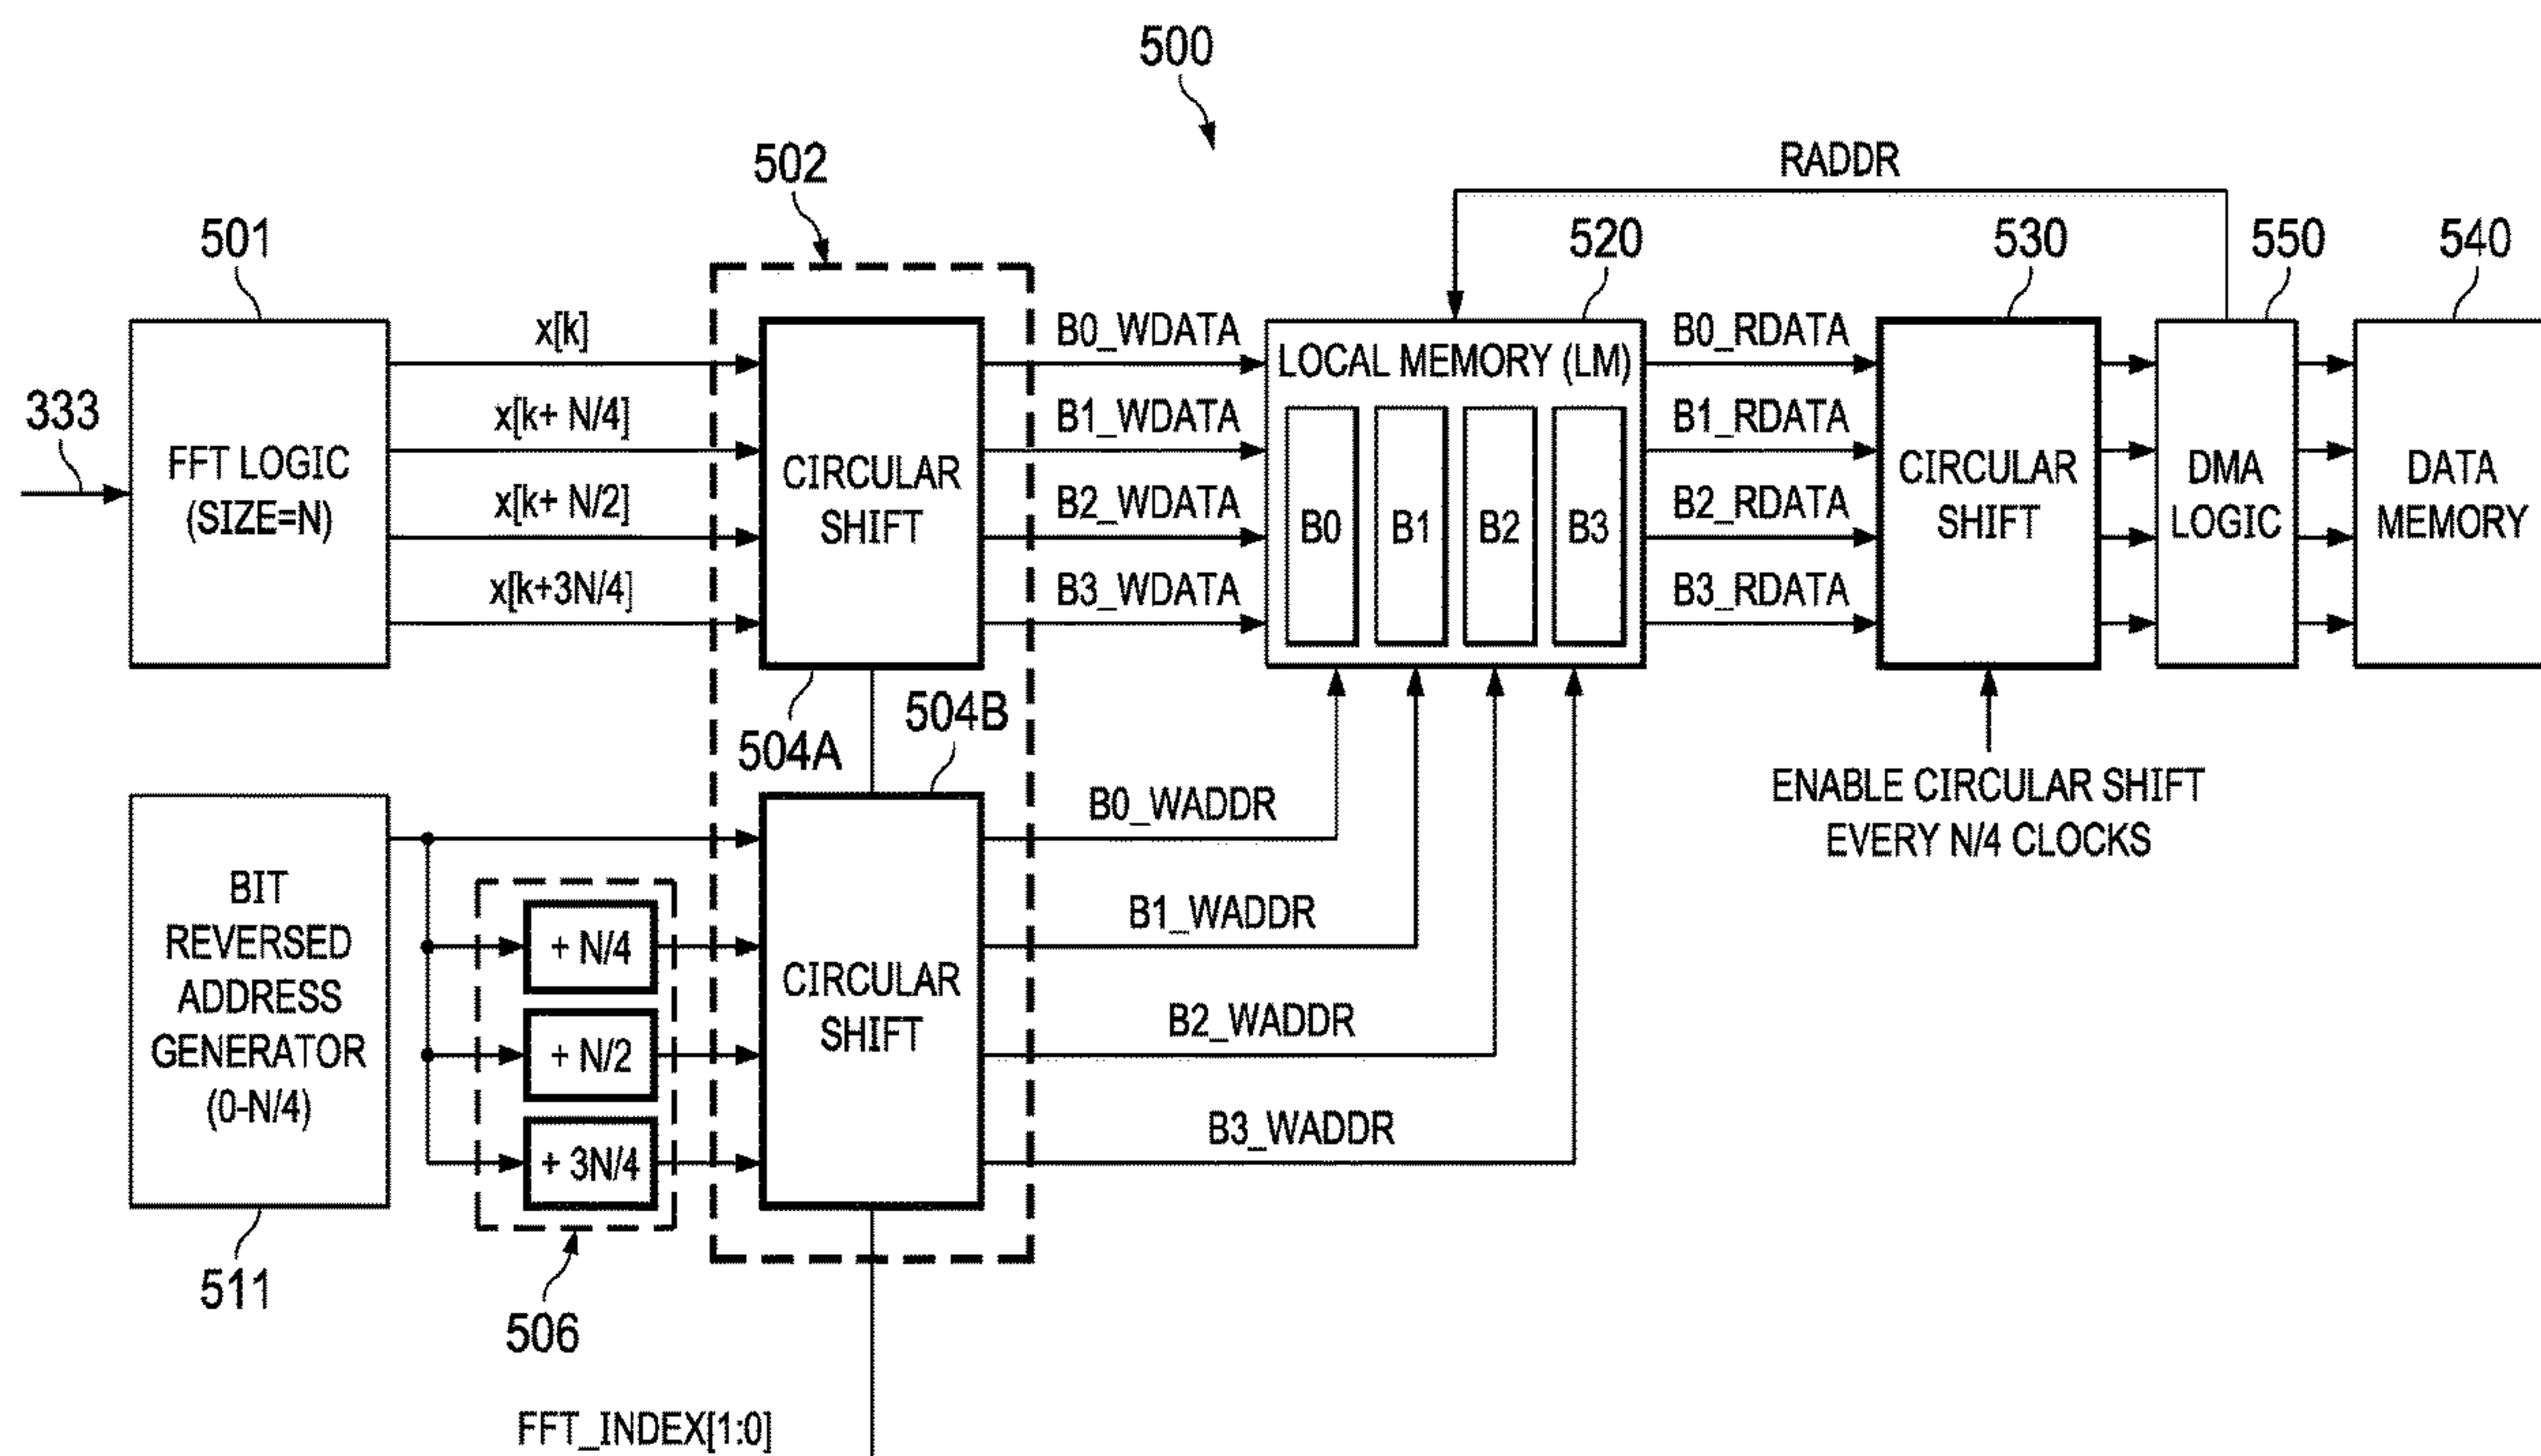 500
502
RADDR
501
520
530
550
540
x[k]
B0_WDATA
B0_RDATA
LOCAL MEMORY (LM)
333
x[k+ N/4]
B1_WDATA
B1_RDATA
FFT LOGIC
(SIZE=N)
CIRCULAR
SHIFT
x[k+ N/2]
B2_WDATA
B0
B1
B2
B3
B2_RDATA
CIRCULAR
SHIFT
DMA
LOGIC
DATA
MEMORY
x[k+3N/4]
B3_WDATA
B3_RDATA
504A
504B
ENABLE CIRCULAR SHIFT
EVERY N/4 CLOCKS
B0_WADDR
BIT
REVERSED
ADDRESS
GENERATOR
(0-N/4)
+ N/4
+ N/2
+ 3N/4
CIRCULAR
SHIFT
B1_WADDR
B2_WADDR
B3_WADDR
511
506
FFT_INDEX[1:0]